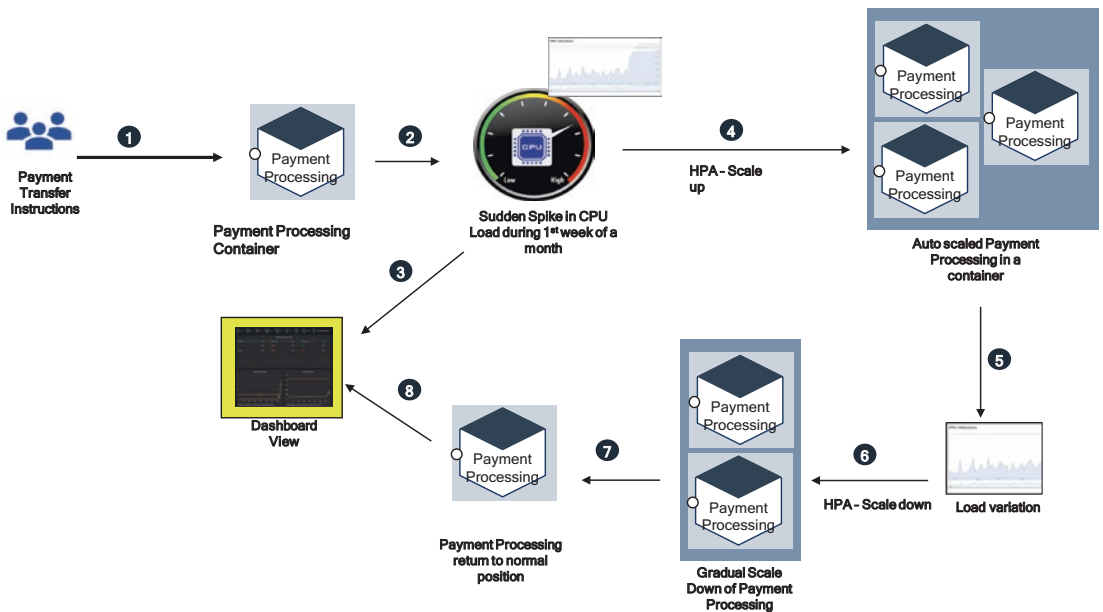 1
Payment
Transfer
Instructions
Payment
Processing
Payment Processing
Container
2
CPU
Low
High
Sudden Spike in CPU
Load during 1st week of a
month
3
Dashboard
View
4
HPA - Scale
up
Payment
Processing
Payment
Processing
Payment
Processing
Auto scaled Payment
Processing in a
container
5
Load variation
6
HPA - Scale down
Payment
Processing
Payment
Processing
Gradual Scale
Down of Payment
Processing
7
Payment
Processing
Payment Processing
return to normal
position
8